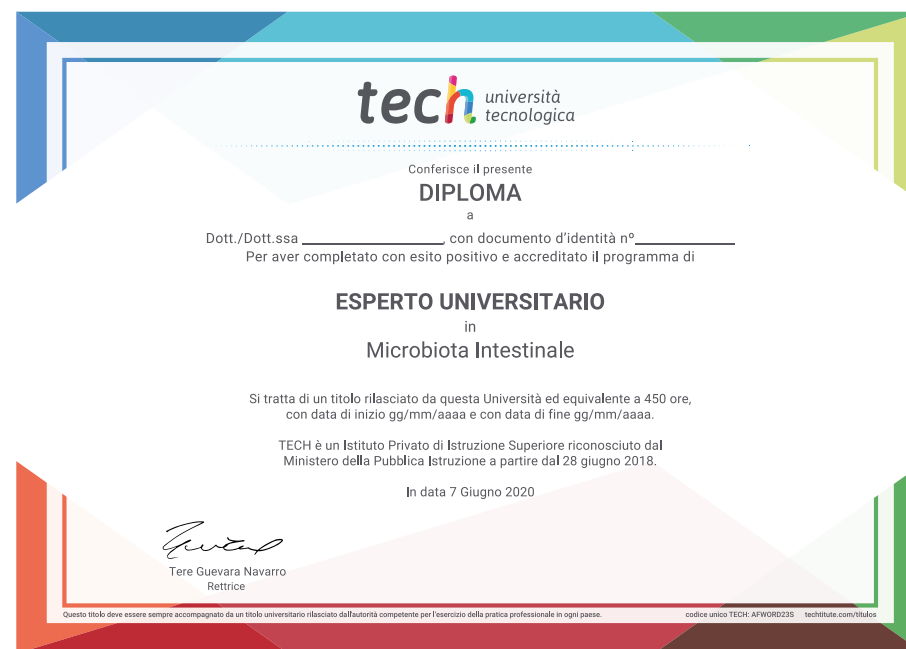 tech università
tecnologica
Conferisce il presente
DIPLOMA
a
Dott./Dott.ssa ____________________, con documento d'identità nº______________
Per aver completato con esito positivo e accreditato il programma di
ESPERTO UNIVERSITARIO
in
Microbiota Intestinale
Si tratta di un titolo rilasciato da questa Università ed equivalente a 450 ore,
con data di inizio gg/mm/aaaa e con data di fine gg/mm/aaaa.
TECH è un Istituto Privato di Istruzione Superiore riconosciuto dal
Ministero della Pubblica Istruzione a partire dal 28 giugno 2018.
In data 7 Giugno 2020
Tere Guevara Navarro
Rettrice
Questo titolo deve essere sempre accompagnato da un titolo universitario rilasciato dall'autorità competente per l'esercizio della pratica professionale in ogni paese. codice unico TECH: AFWORD23S techtitute.com/titulos